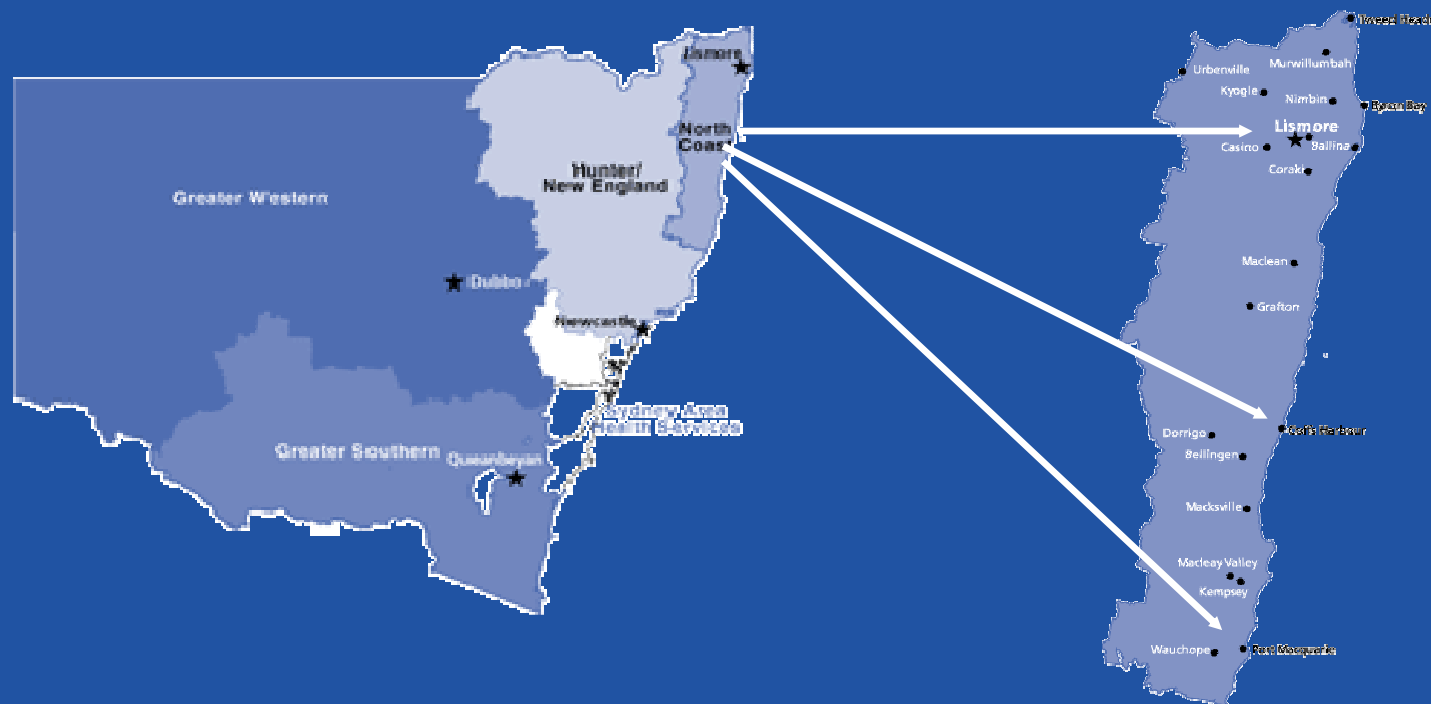 Lismore
North
Coast
Hunter/
New England
Greater Western
Dubbo
Newcastle
Sydney Area
Health Services
Greater Southern
Queanbeyan
Tweed Head
Murwillumbah
Urbenville
Kyogle
Nimbin
Byron Bay
Lismore
Casino
Ballina
Coraki
Maclean
Grafton
Coffs Harbour
Dorrigo
Bellingen
Macksville
Macleay Valley
Kempsey
Wauchope
Port Macquarie